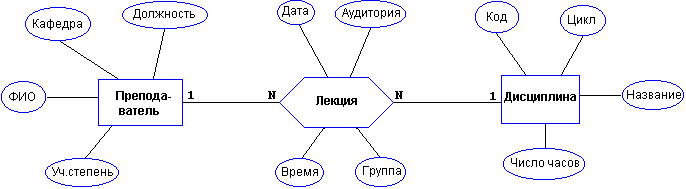 Кафедра
Должность
Дата
Аудитория
Код
Цикл
ФИО
Препода-
ватель
1
N
Лекция
N
1
Дисциплина
Название
Уч.степень
Время
Группа
Число часов